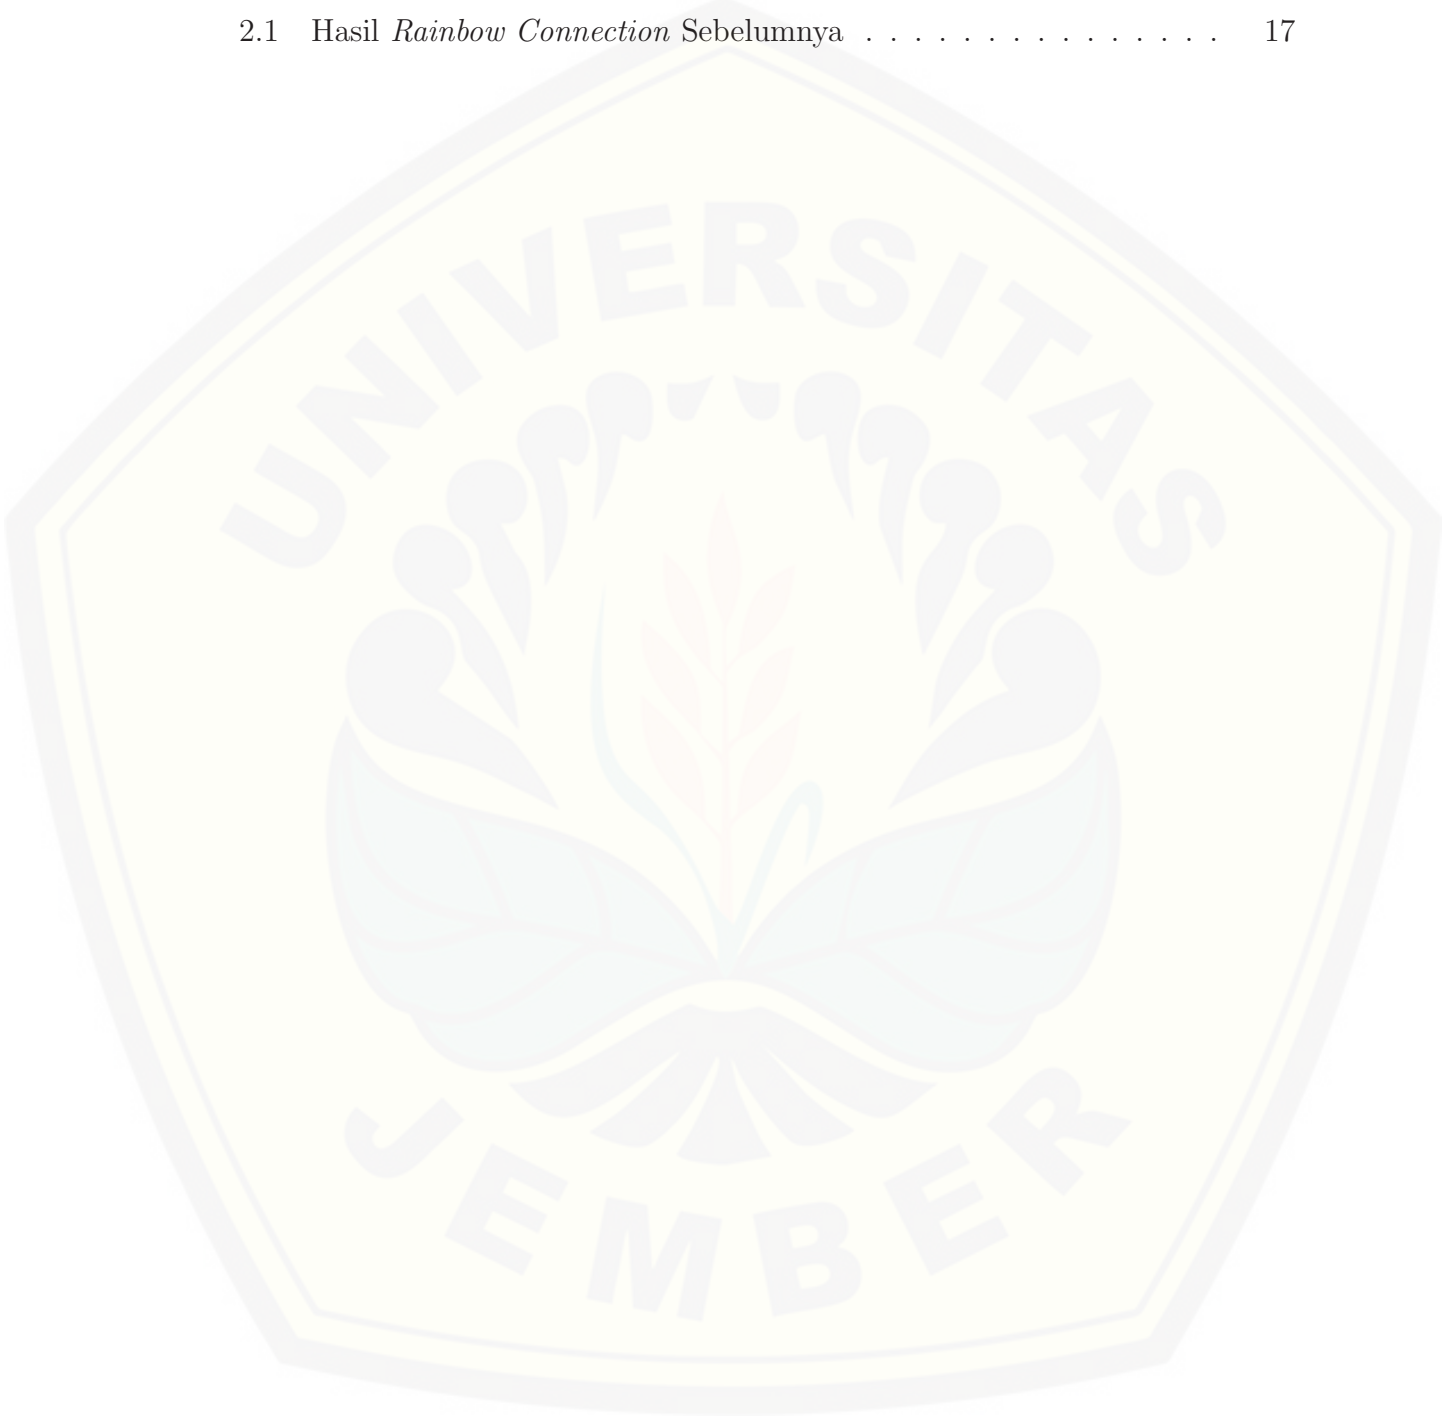 2.1 Hasil Rainbow Connection Sebelumnya . . . . . . . . . . . . . . . 17
UNIVERSITAS
JEMBER